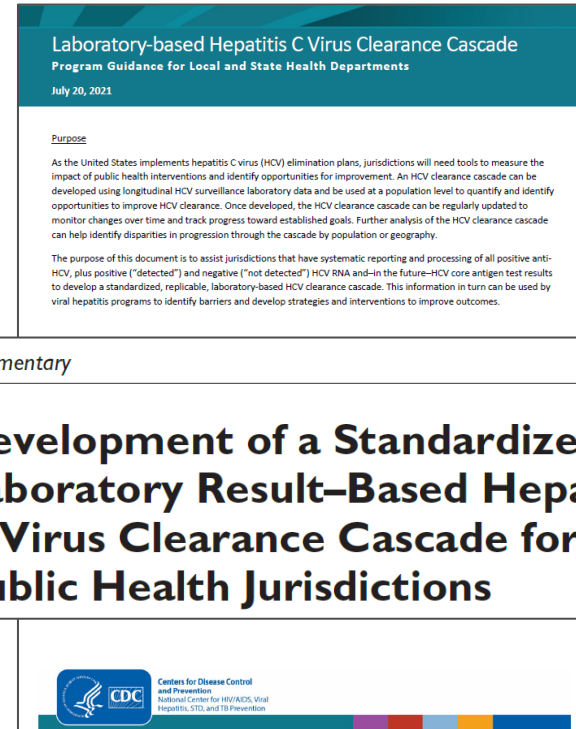 Laboratory-based Hepatitis C Virus Clearance Cascade
Program Guidance for Local and State Health Departments
July 20, 2021
Purpose
As the United States implements hepatitis C virus (HCV) elimination plans, jurisdictions will need tools to measure the
impact of public health interventions and identify opportunities for improvement. An HCV clearance cascade can be
developed using longitudinal HCV surveillance laboratory data and be used at a population level to quantify and identify
opportunities to improve HCV clearance. Once developed, the HCV clearance cascade can be regularly updated to
monitor changes over time and track progress toward established goals. Further analysis of the HCV clearance cascade
can help identify disparities in progression through the cascade by population or geography.
The purpose of this document is to assist jurisdictions that have systematic reporting and processing of all positive anti-
HCV, plus positive (“detected”) and negative (“not detected”) HCV RNA and–in the future–HCV core antigen test results
to develop a standardized, replicable, laboratory-based HCV clearance cascade. This information in turn can be used by
viral hepatitis programs to identify barriers and develop strategies and interventions to improve outcomes.
mentary
evelopment of a Standardize
aboratory Result–Based Hepa
Virus Clearance Cascade for
ublic Health Jurisdictions
CDC
Centers for Disease Control
and Prevention
National Center for HIV/AIDS, Viral
Hepatitis, STD, and TB Prevention